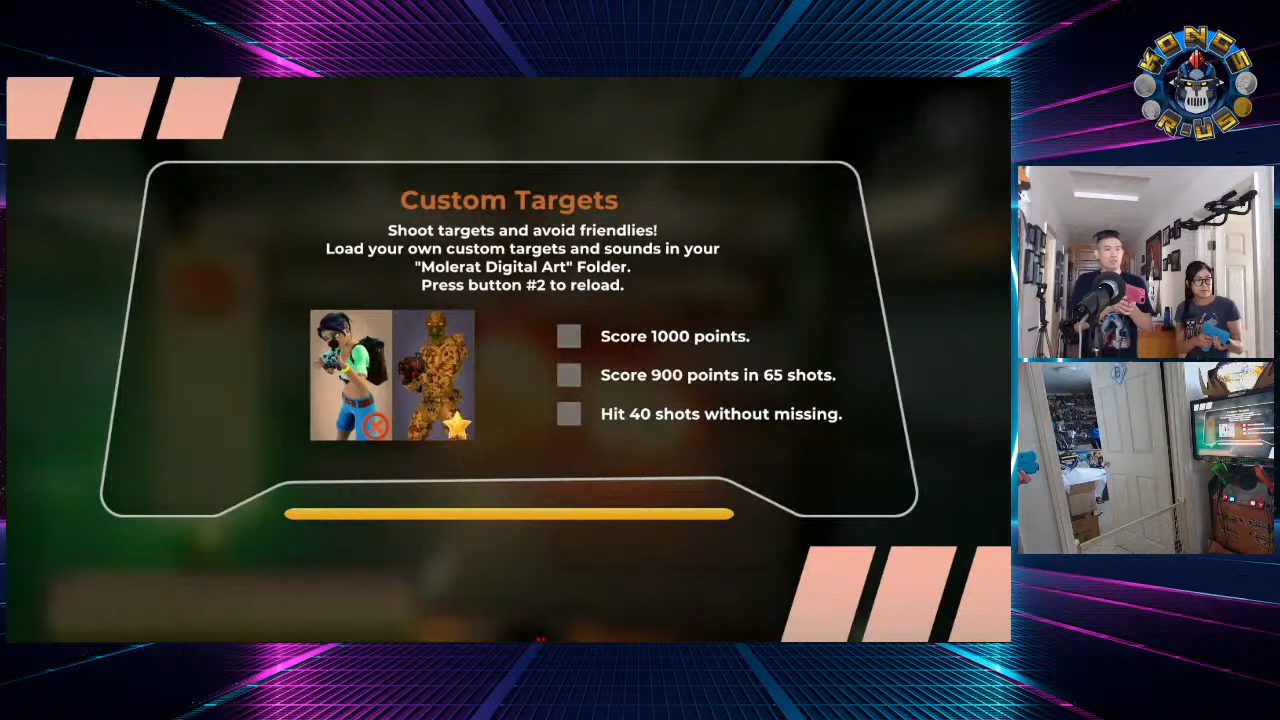 KONGS
R-US
Custom Targets
Shoot targets and avoid friendlies!
Load your own custom targets and sounds in your
"Molerat Digital Art" Folder.
Press button #2 to reload.
Score 1000 points.
Score 900 points in 65 shots.
Hit 40 shots without missing.